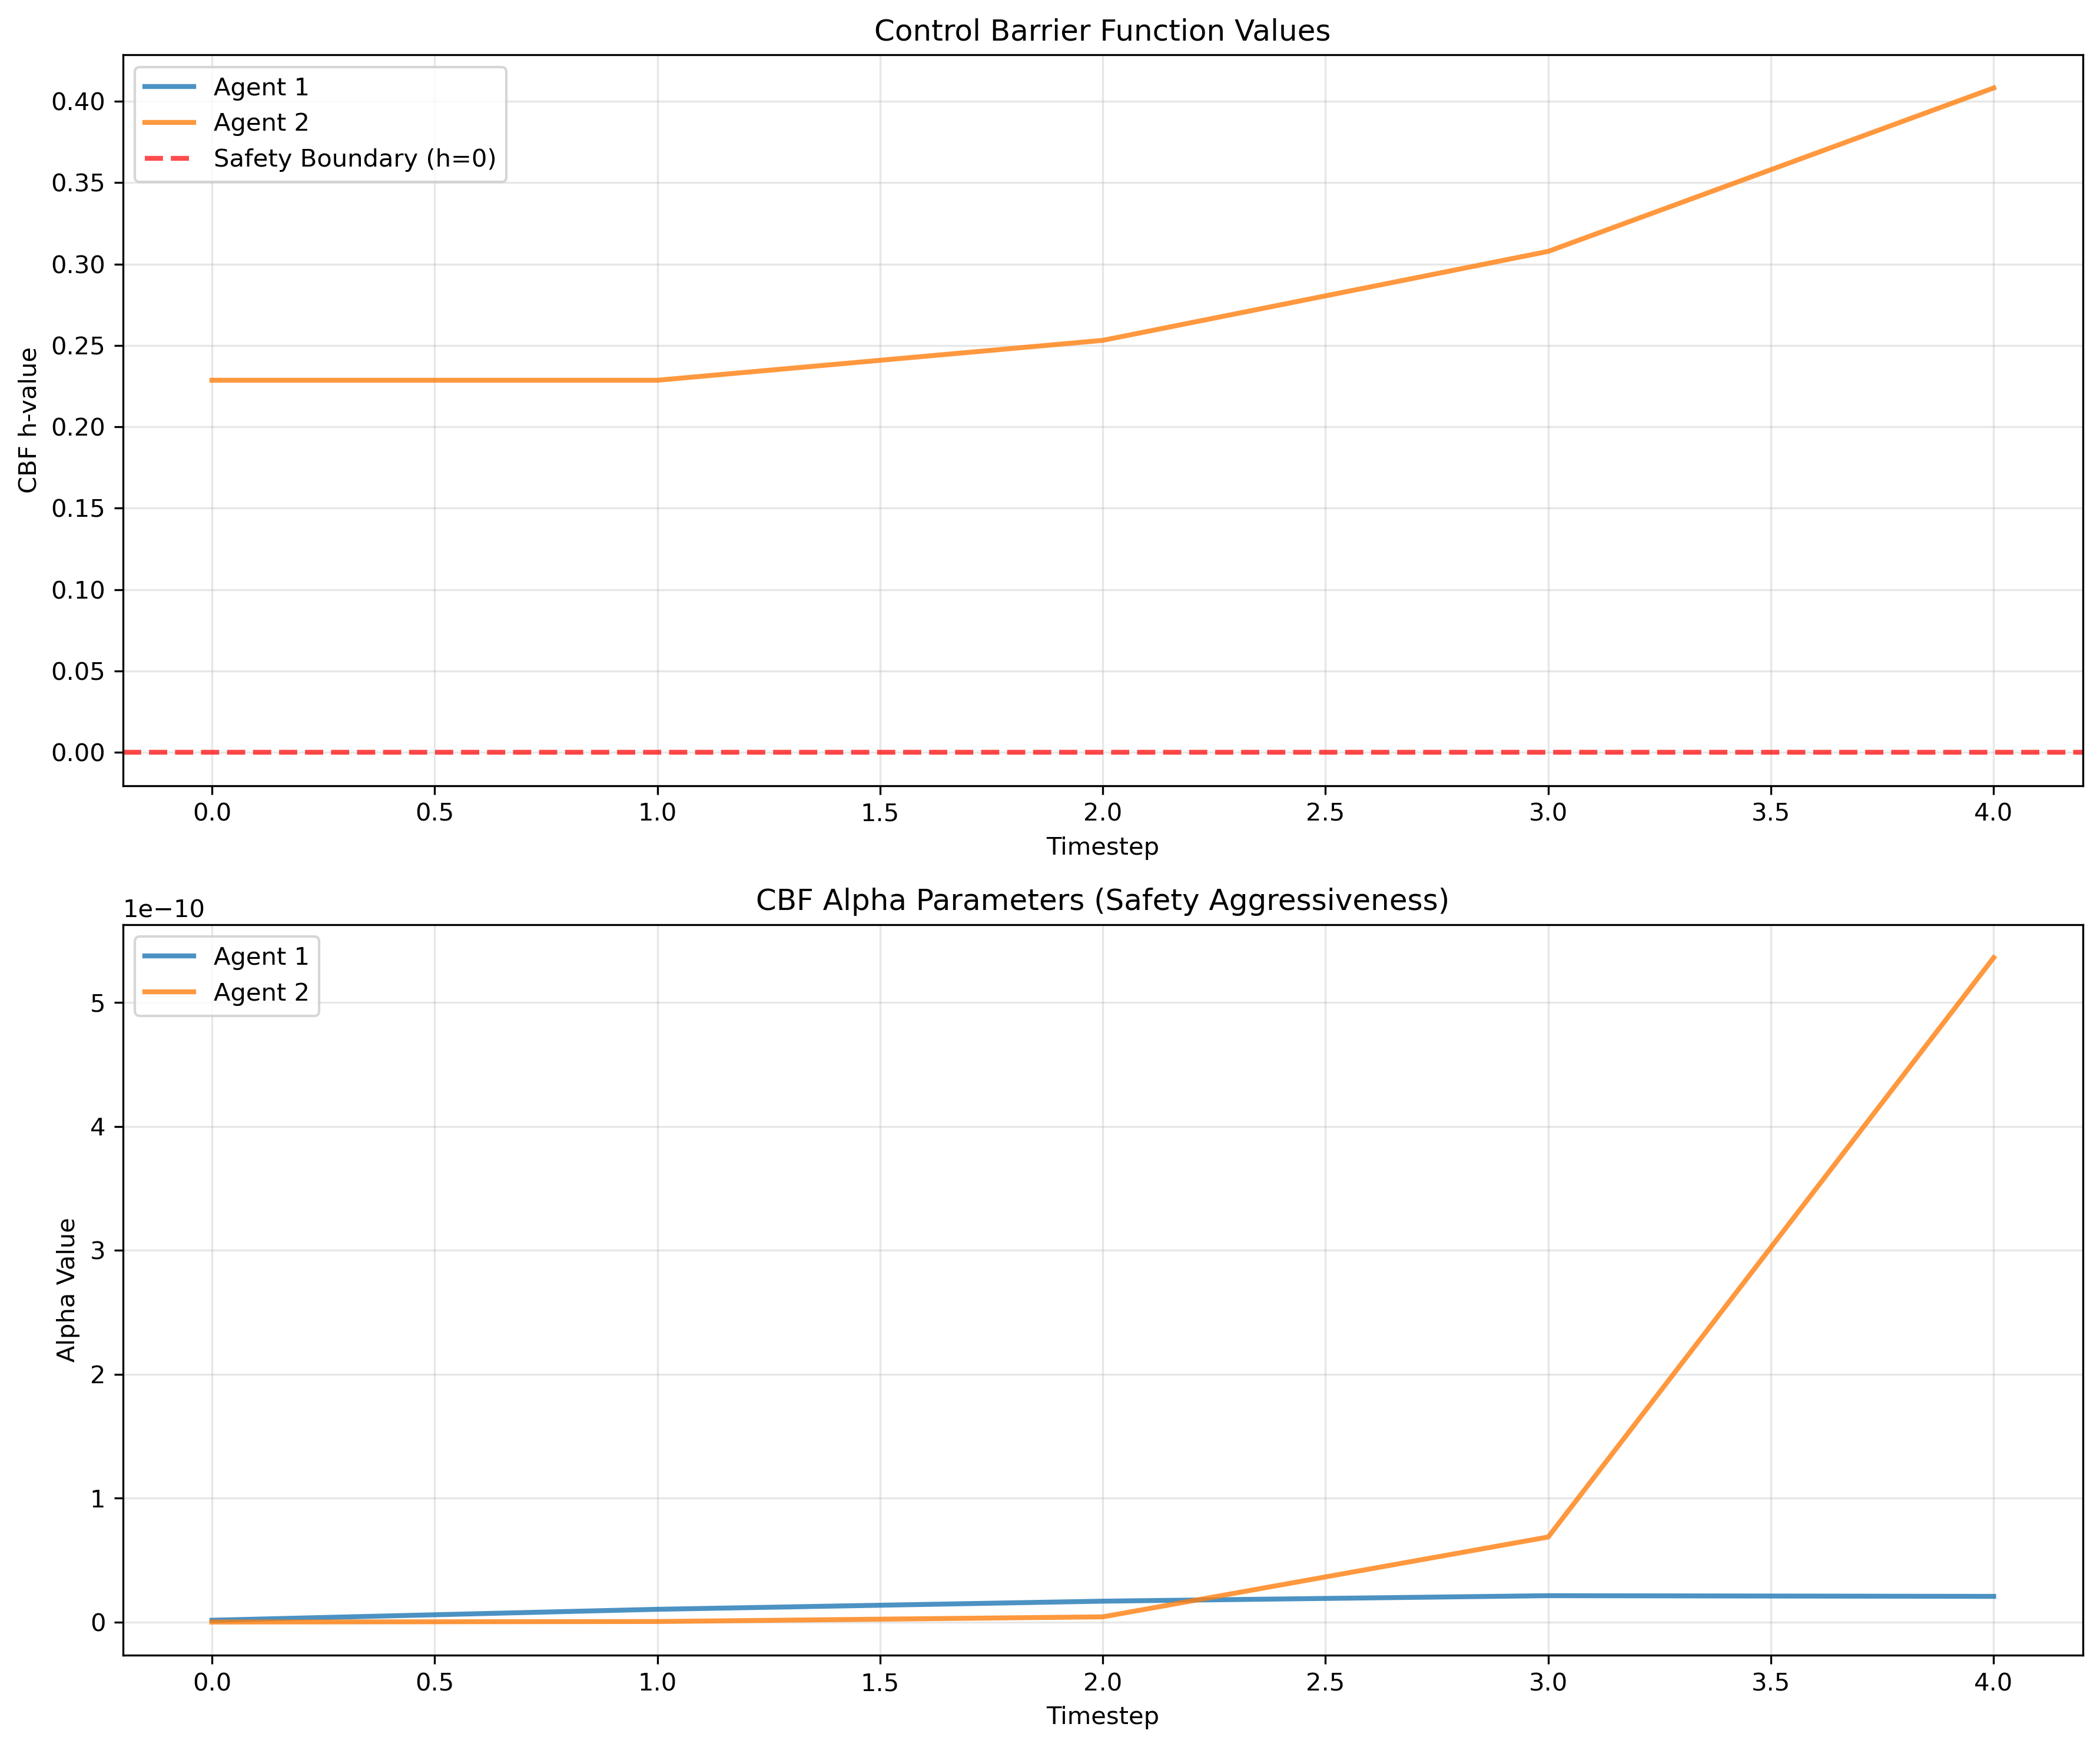 Control Barrier Function Values
Agent 1
Agent 2
Safety Boundary (h=0)
CBF h-value
0.40
0.35
0.30
0.25
0.20
0.15
0.10
0.05
0.00
0.0 0.5 1.0 1.5 2.0 2.5 3.0 3.5 4.0
Timestep
CBF Alpha Parameters (Safety Aggressiveness)
1e−10
Agent 1
Agent 2
Alpha Value
5
4
3
2
1
0
0.0 0.5 1.0 1.5 2.0 2.5 3.0 3.5 4.0
Timestep